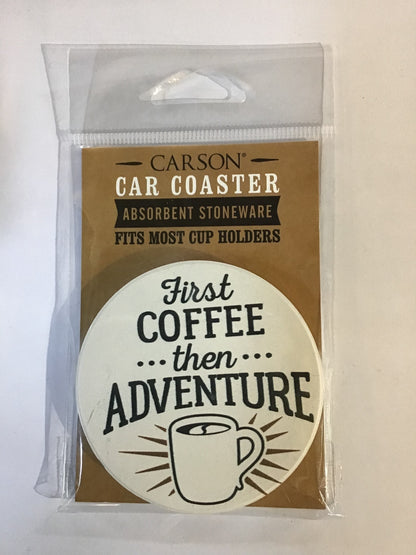 CARSON®
CAR COASTER
ABSORBENT STONEWARE
FITS MOST CUP HOLDERS
First
COFFEE
...then...
ADVENTURE